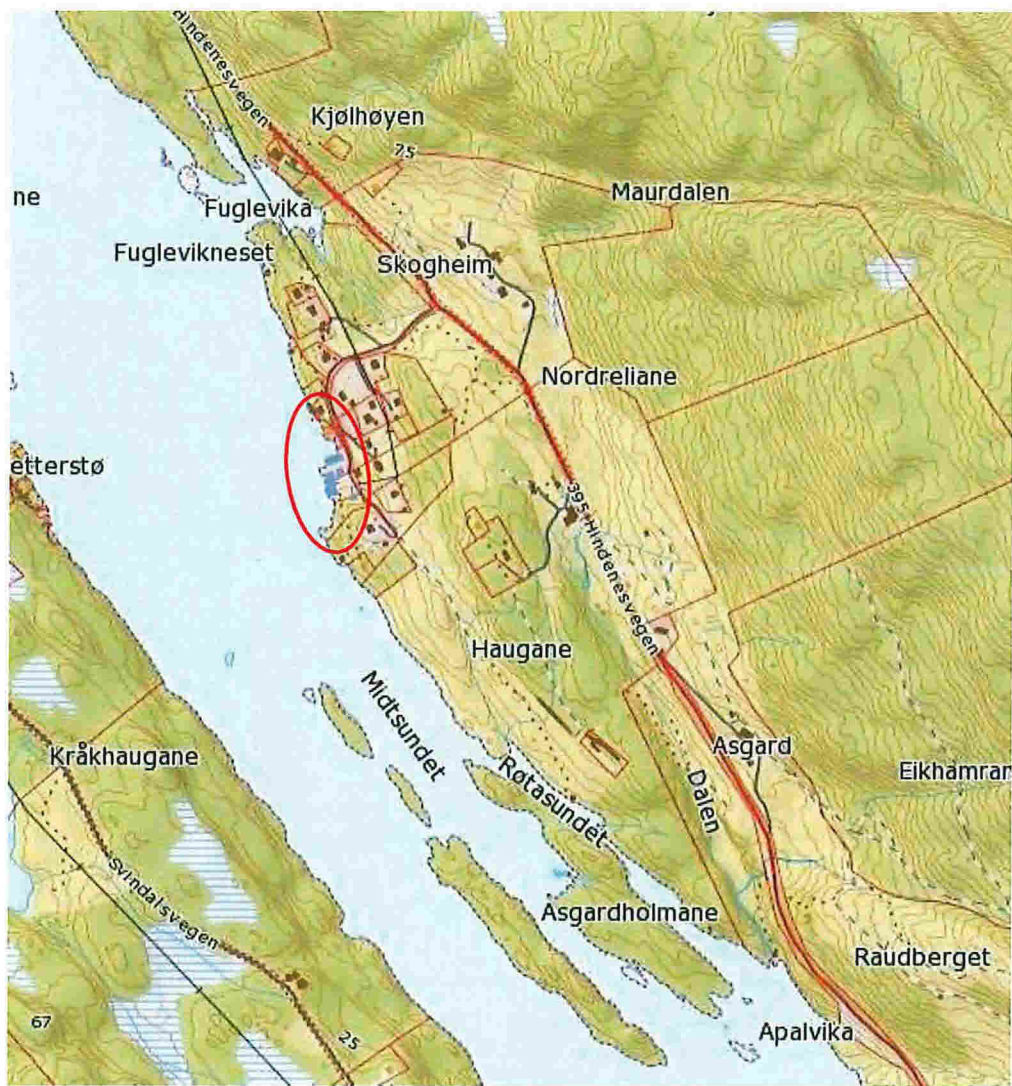 Hindenesvegen
Kjølhøyen
25
Maurdalen
ne
Fuglevika
Fuglevikneset
Skogheim
Nordreliane
etterstø
395 Hindenesvegen
Haugane
Midtsundet
Kråkhaugane
Asgard
Røtasundet
Dalen
Eikhamran
Svindalsvegen
Asgardholmane
Raudberget
67
25
Apalvika